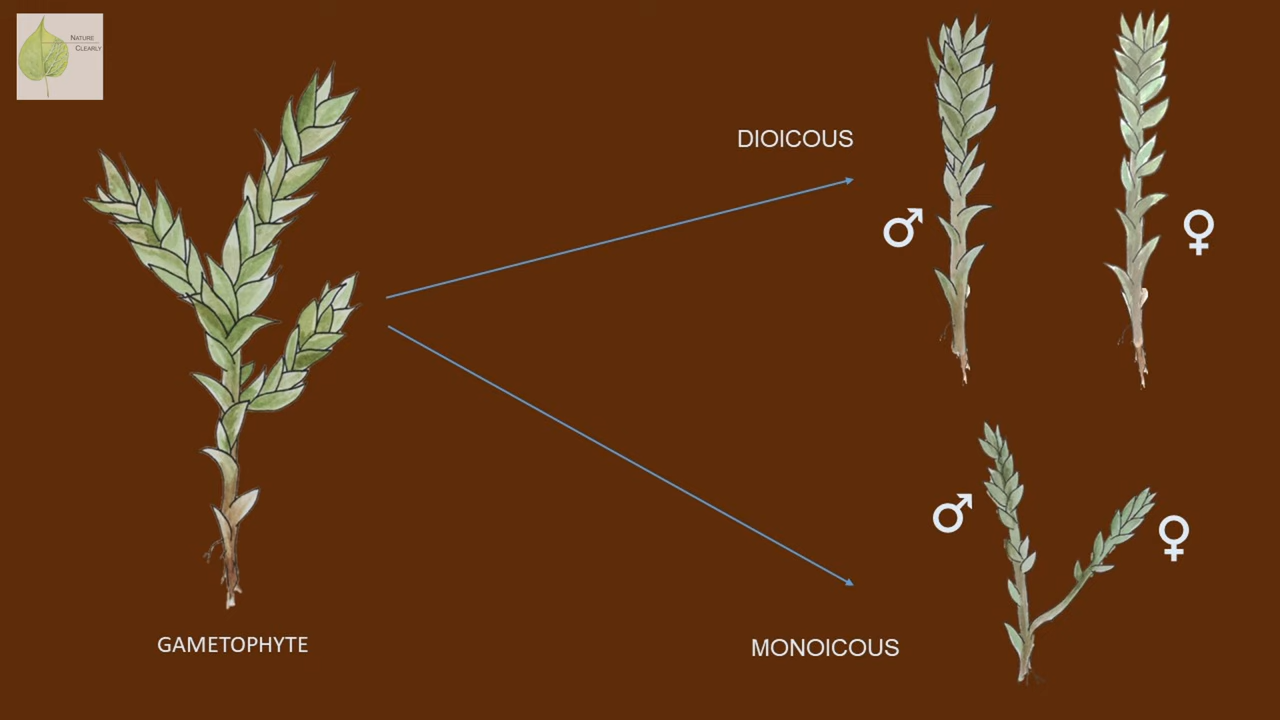 NATURE
CLEARLY
DIOICOUS
♂
♀
♂
♀
GAMETOPHYTE
MONOICOUS